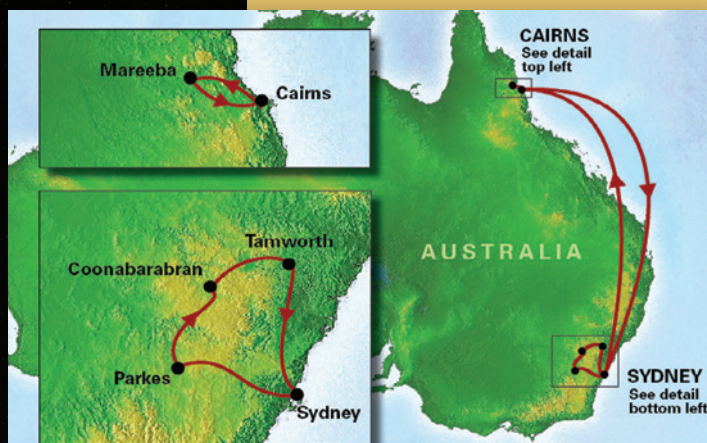 Mareeba
Cairns
CAIRNS
See detail
top left
Tamworth
Coonabarabran
Parkes
Sydney
AUSTRALIA
SYDNEY
See detail
bottom left